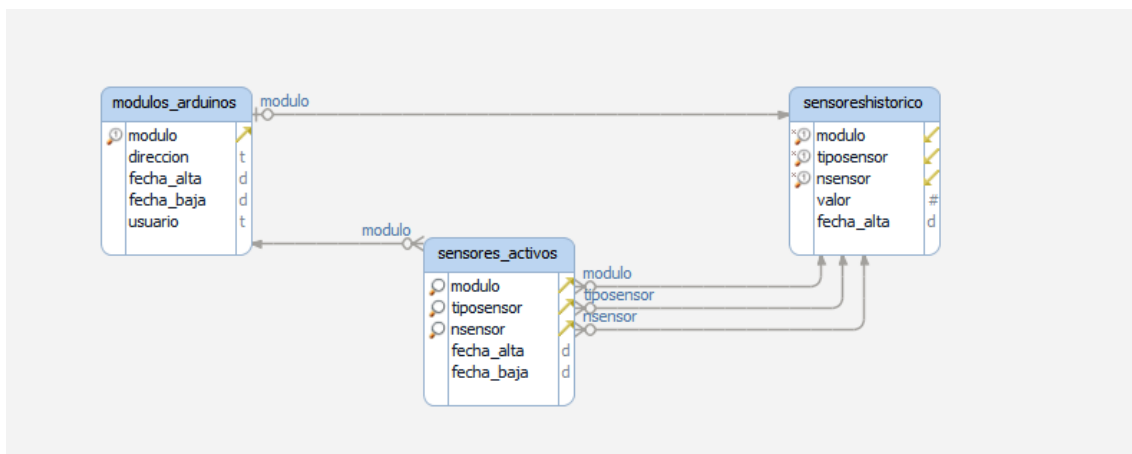 modulos_arduinos
modulo
direccion t
fecha_alta d
fecha_baja d
usuario t
modulo
sensoreshistorico
modulo
tiposensor
nsensor
valor #
fecha_alta d
modulo
sensores_activos
modulo
tiposensor
nsensor
fecha_alta d
fecha_baja d
modulo
tiposensor
nsensor